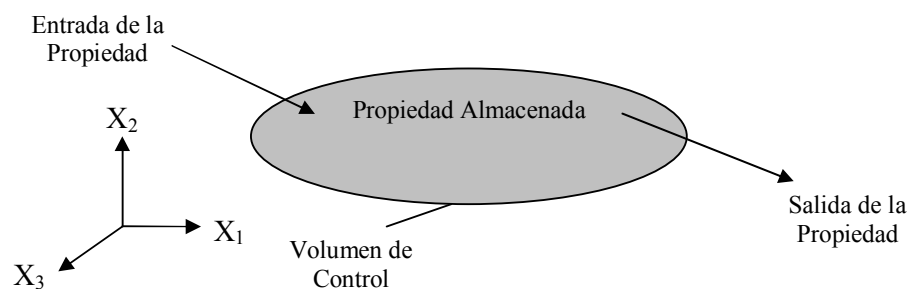 Entrada de la
Propiedad
Propiedad Almacenada
X2
X1
X3
Volumen de
Control
Salida de la
Propiedad